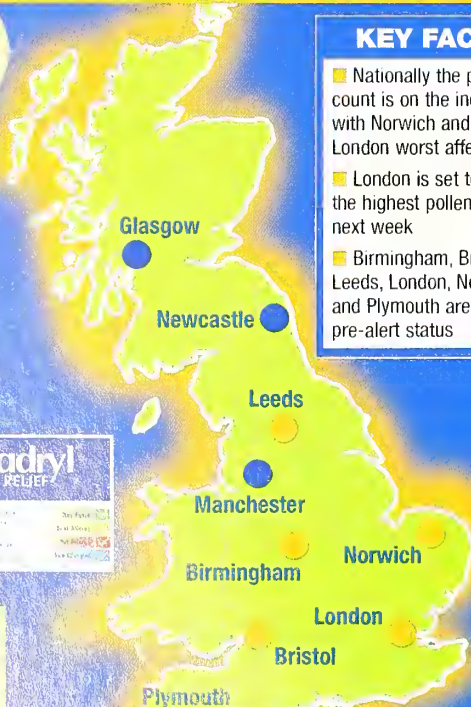 KEY FAC
Nationally the p
count is on the inc
with Norwich and
London worst affe
London is set to
the highest pollen
next week
Birmingham, Br
Leeds, London, No
and Plymouth are
pre-alert status
Glasgow
Newcastle
Leeds
adryl
RELIEF
Manchester
Norwich
Birmingham
London
Bristol
Plymouth